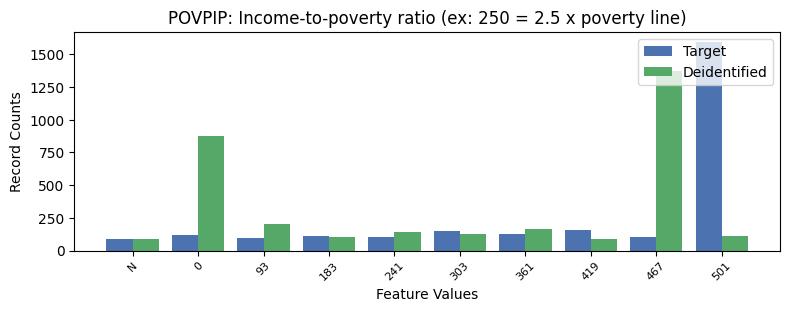 POVPIP: Income-to-poverty ratio (ex: 250 = 2.5 x poverty line)
Record Counts
1500
1250
1000
750
500
250
0
Target
Deidentified
N
0
93
183
241
303
361
419
467
501
Feature Values